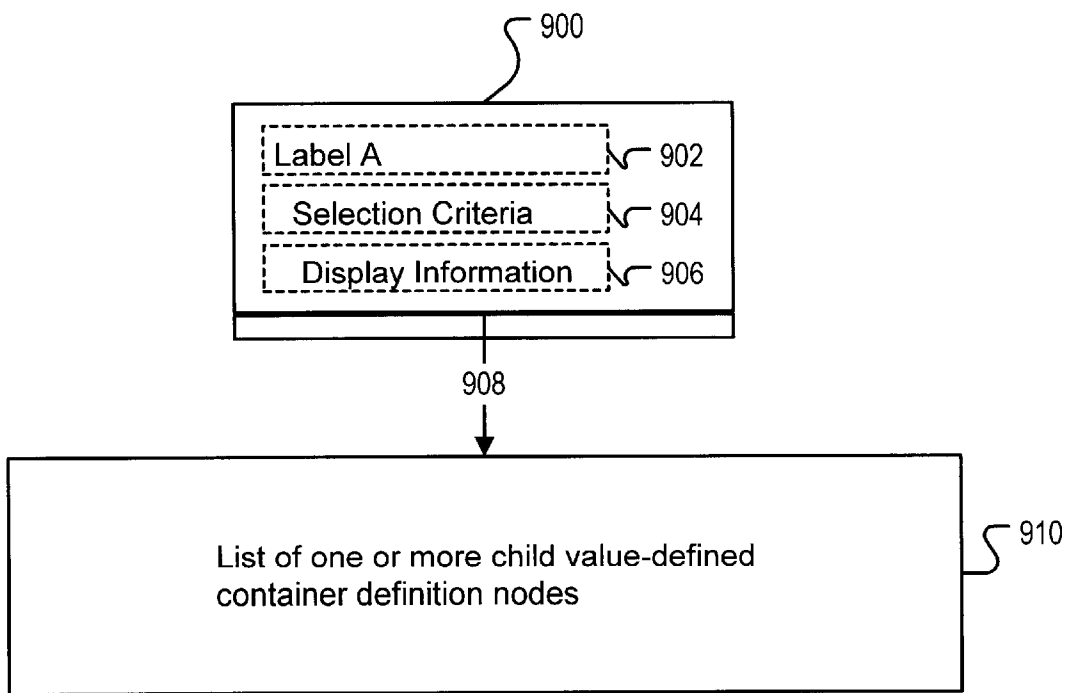 900
Label A
902
Selection Criteria
904
Display Information
906
908
List of one or more child value-defined
container definition nodes
910